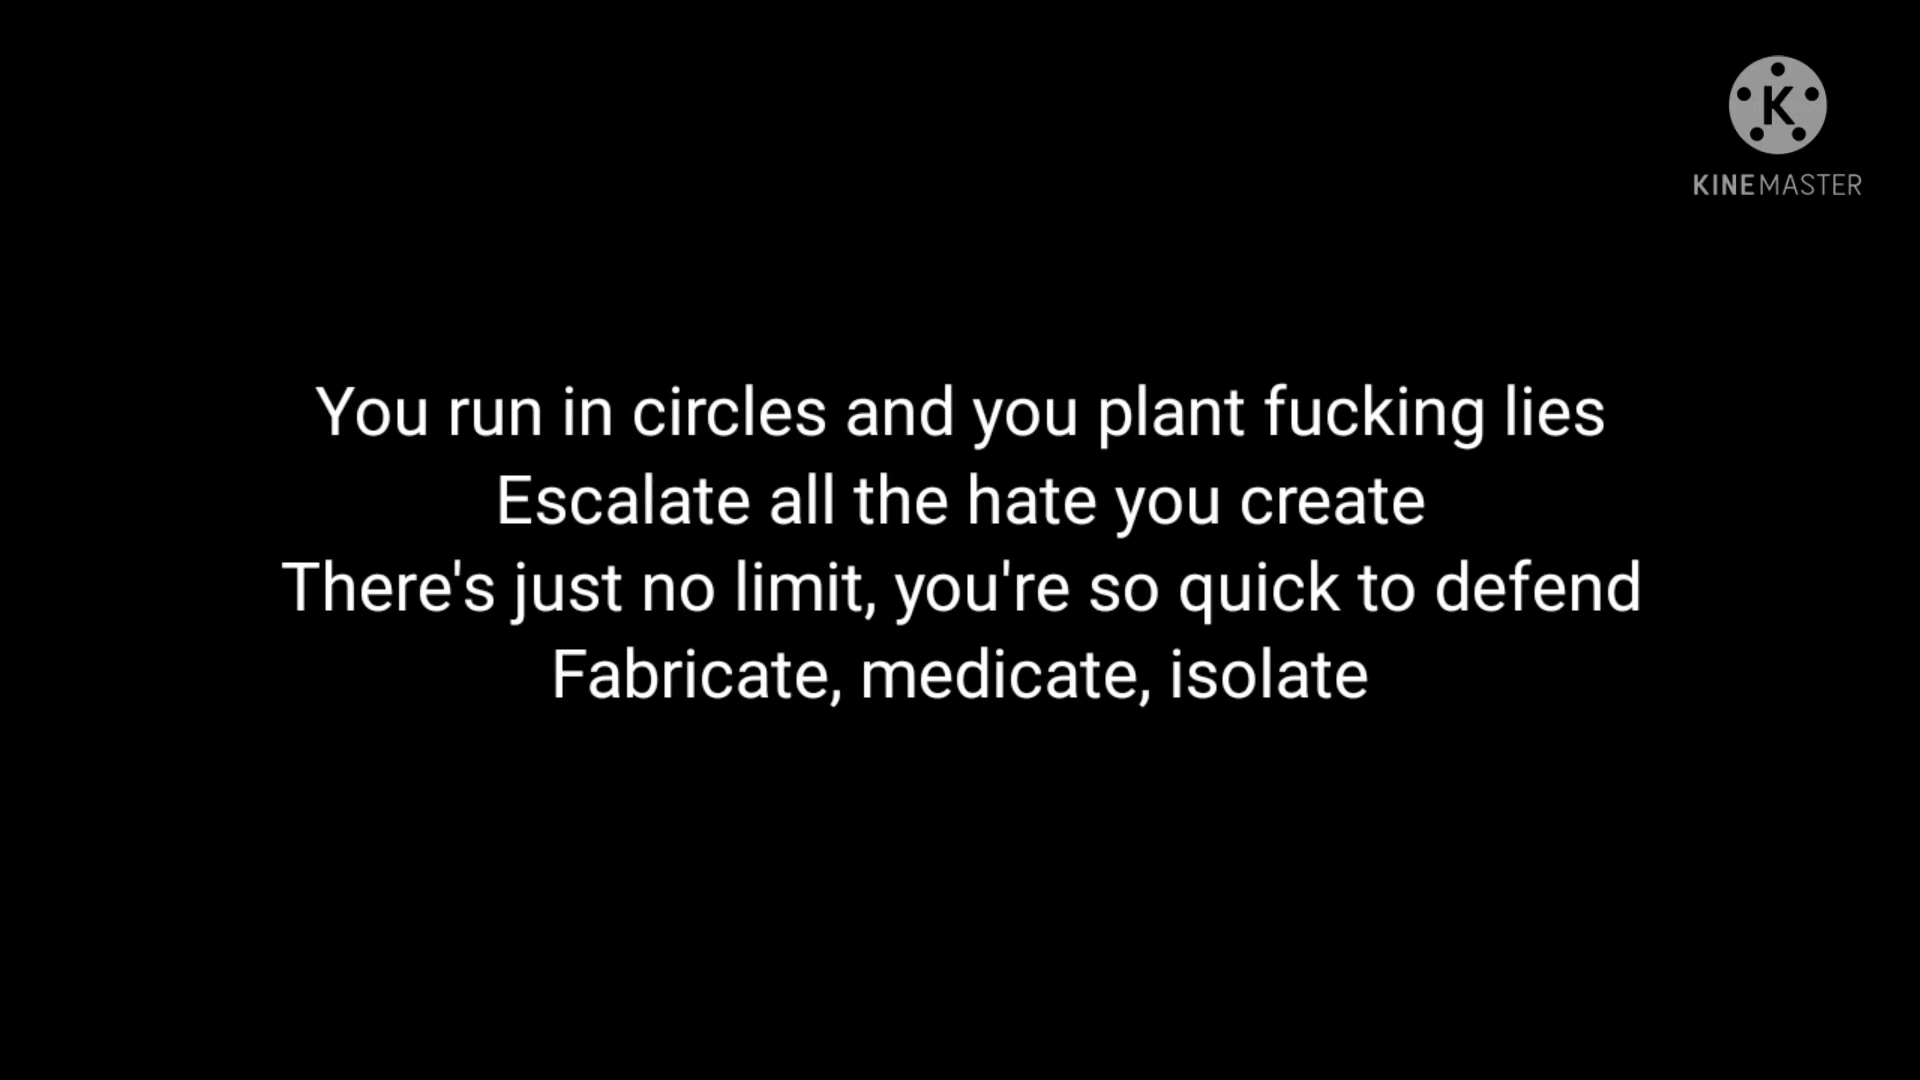 K
KINEMASTER
You run in circles and you plant fucking lies
Escalate all the hate you create
There's just no limit, you're so quick to defend
Fabricate, medicate, isolate